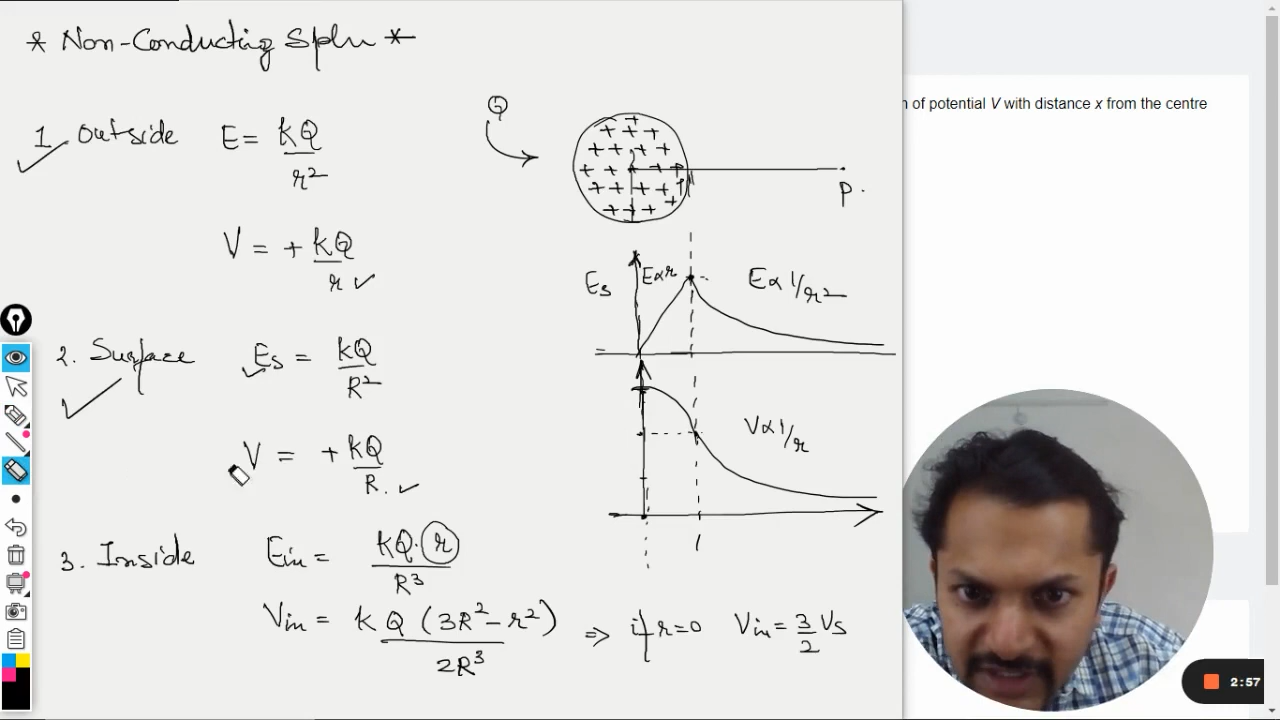 * Non-Conducting Sphr *
1. Outside E = kQ/r²
V = + kQ/r
2. Surface Es = kQ/R²
V = + kQ/R.
3. Inside Ein = kQ·r/R³
Vin = kQ(3R²-r²)/2R³ ⇒ if r=0 Vin = 3/2 Vs
Q
+ + +
+ + + +
+ + + + P
+ + + +
+ + + +
P.
Es E∝r E∝1/r²
V∝1/r
of potential V with distance x from the centre
2:57